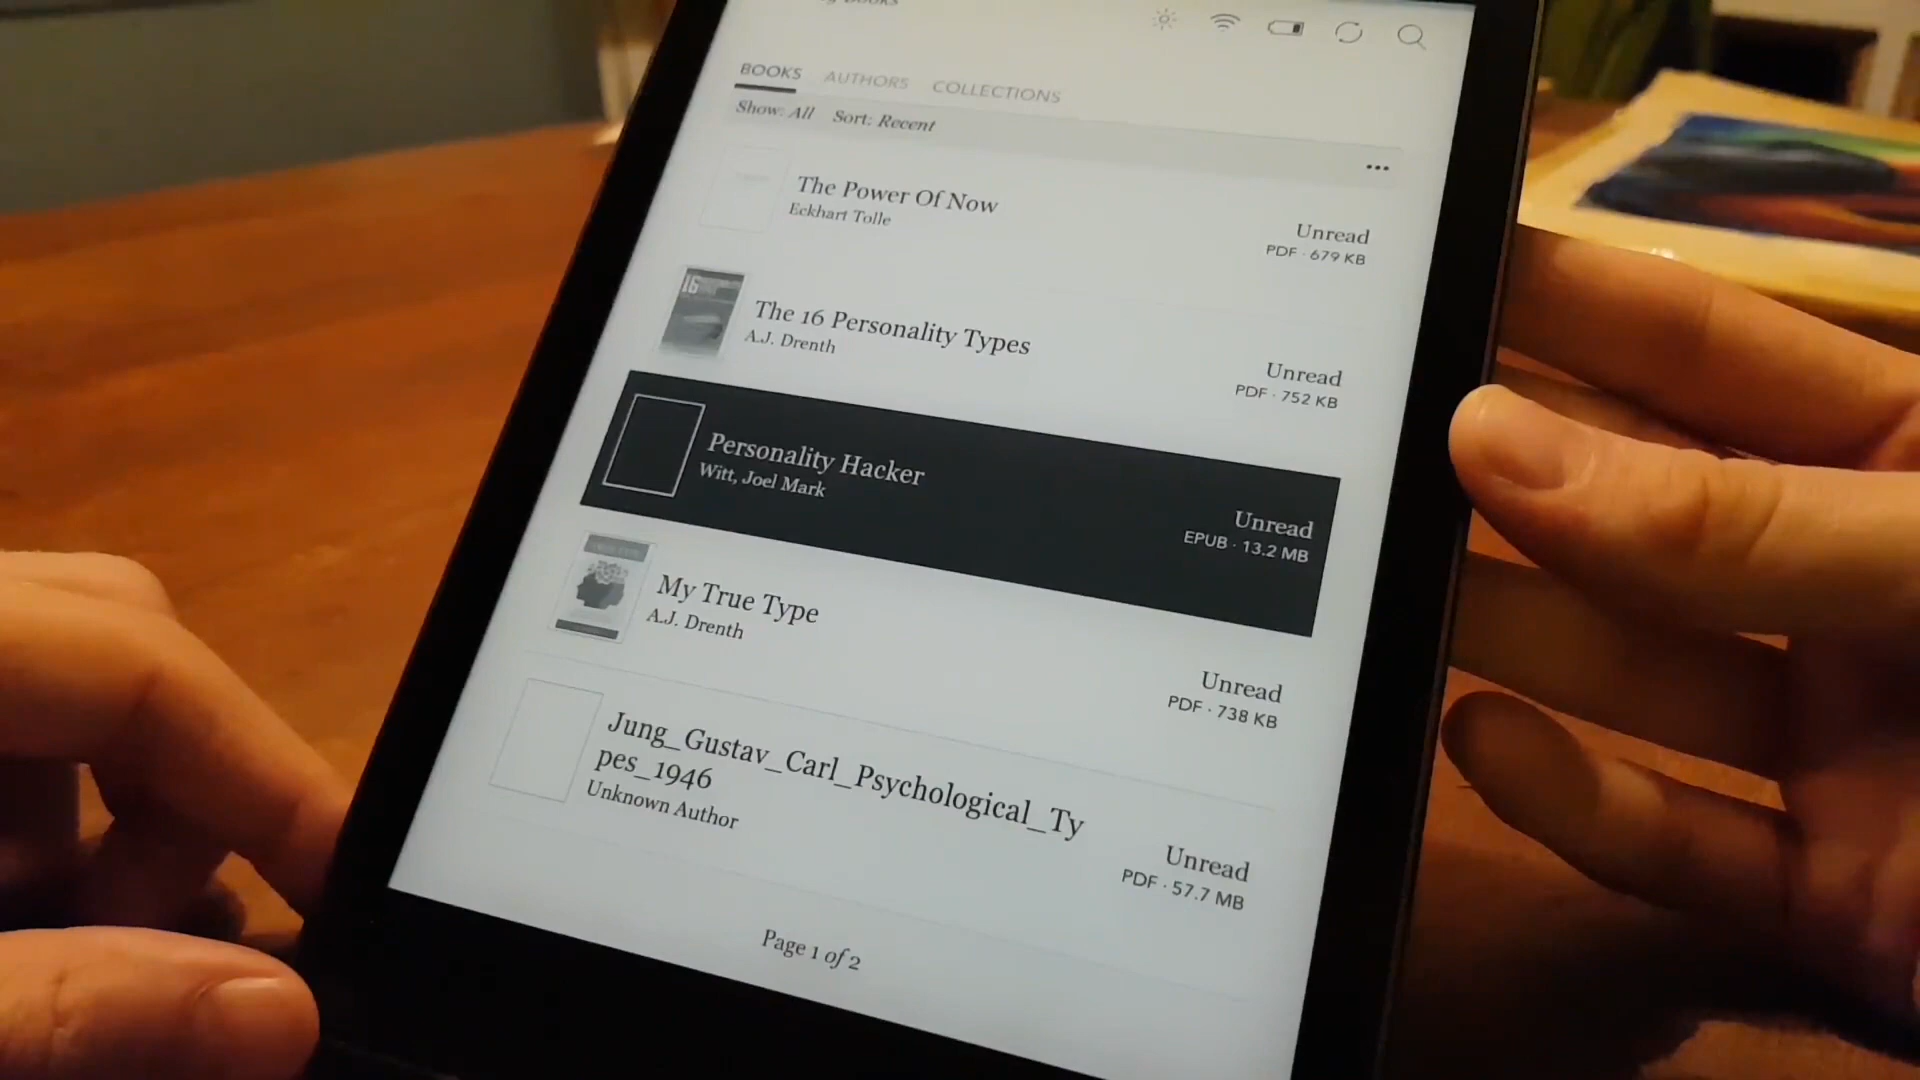 Books
BOOKS AUTHORS COLLECTIONS
Show: All Sort: Recent
The Power Of Now
Eckhart Tolle
Unread
PDF · 679 KB
16
The 16 Personality Types
A.J. Drenth
Unread
PDF · 752 KB
Personality Hacker
Witt, Joel Mark
Unread
EPUB · 13.2 MB
My True Type
A.J. Drenth
Unread
PDF · 738 KB
Jung_Gustav_Carl_Psychological_Ty
pes_1946
Unknown Author
Unread
PDF · 57.7 MB
Page 1 of 2